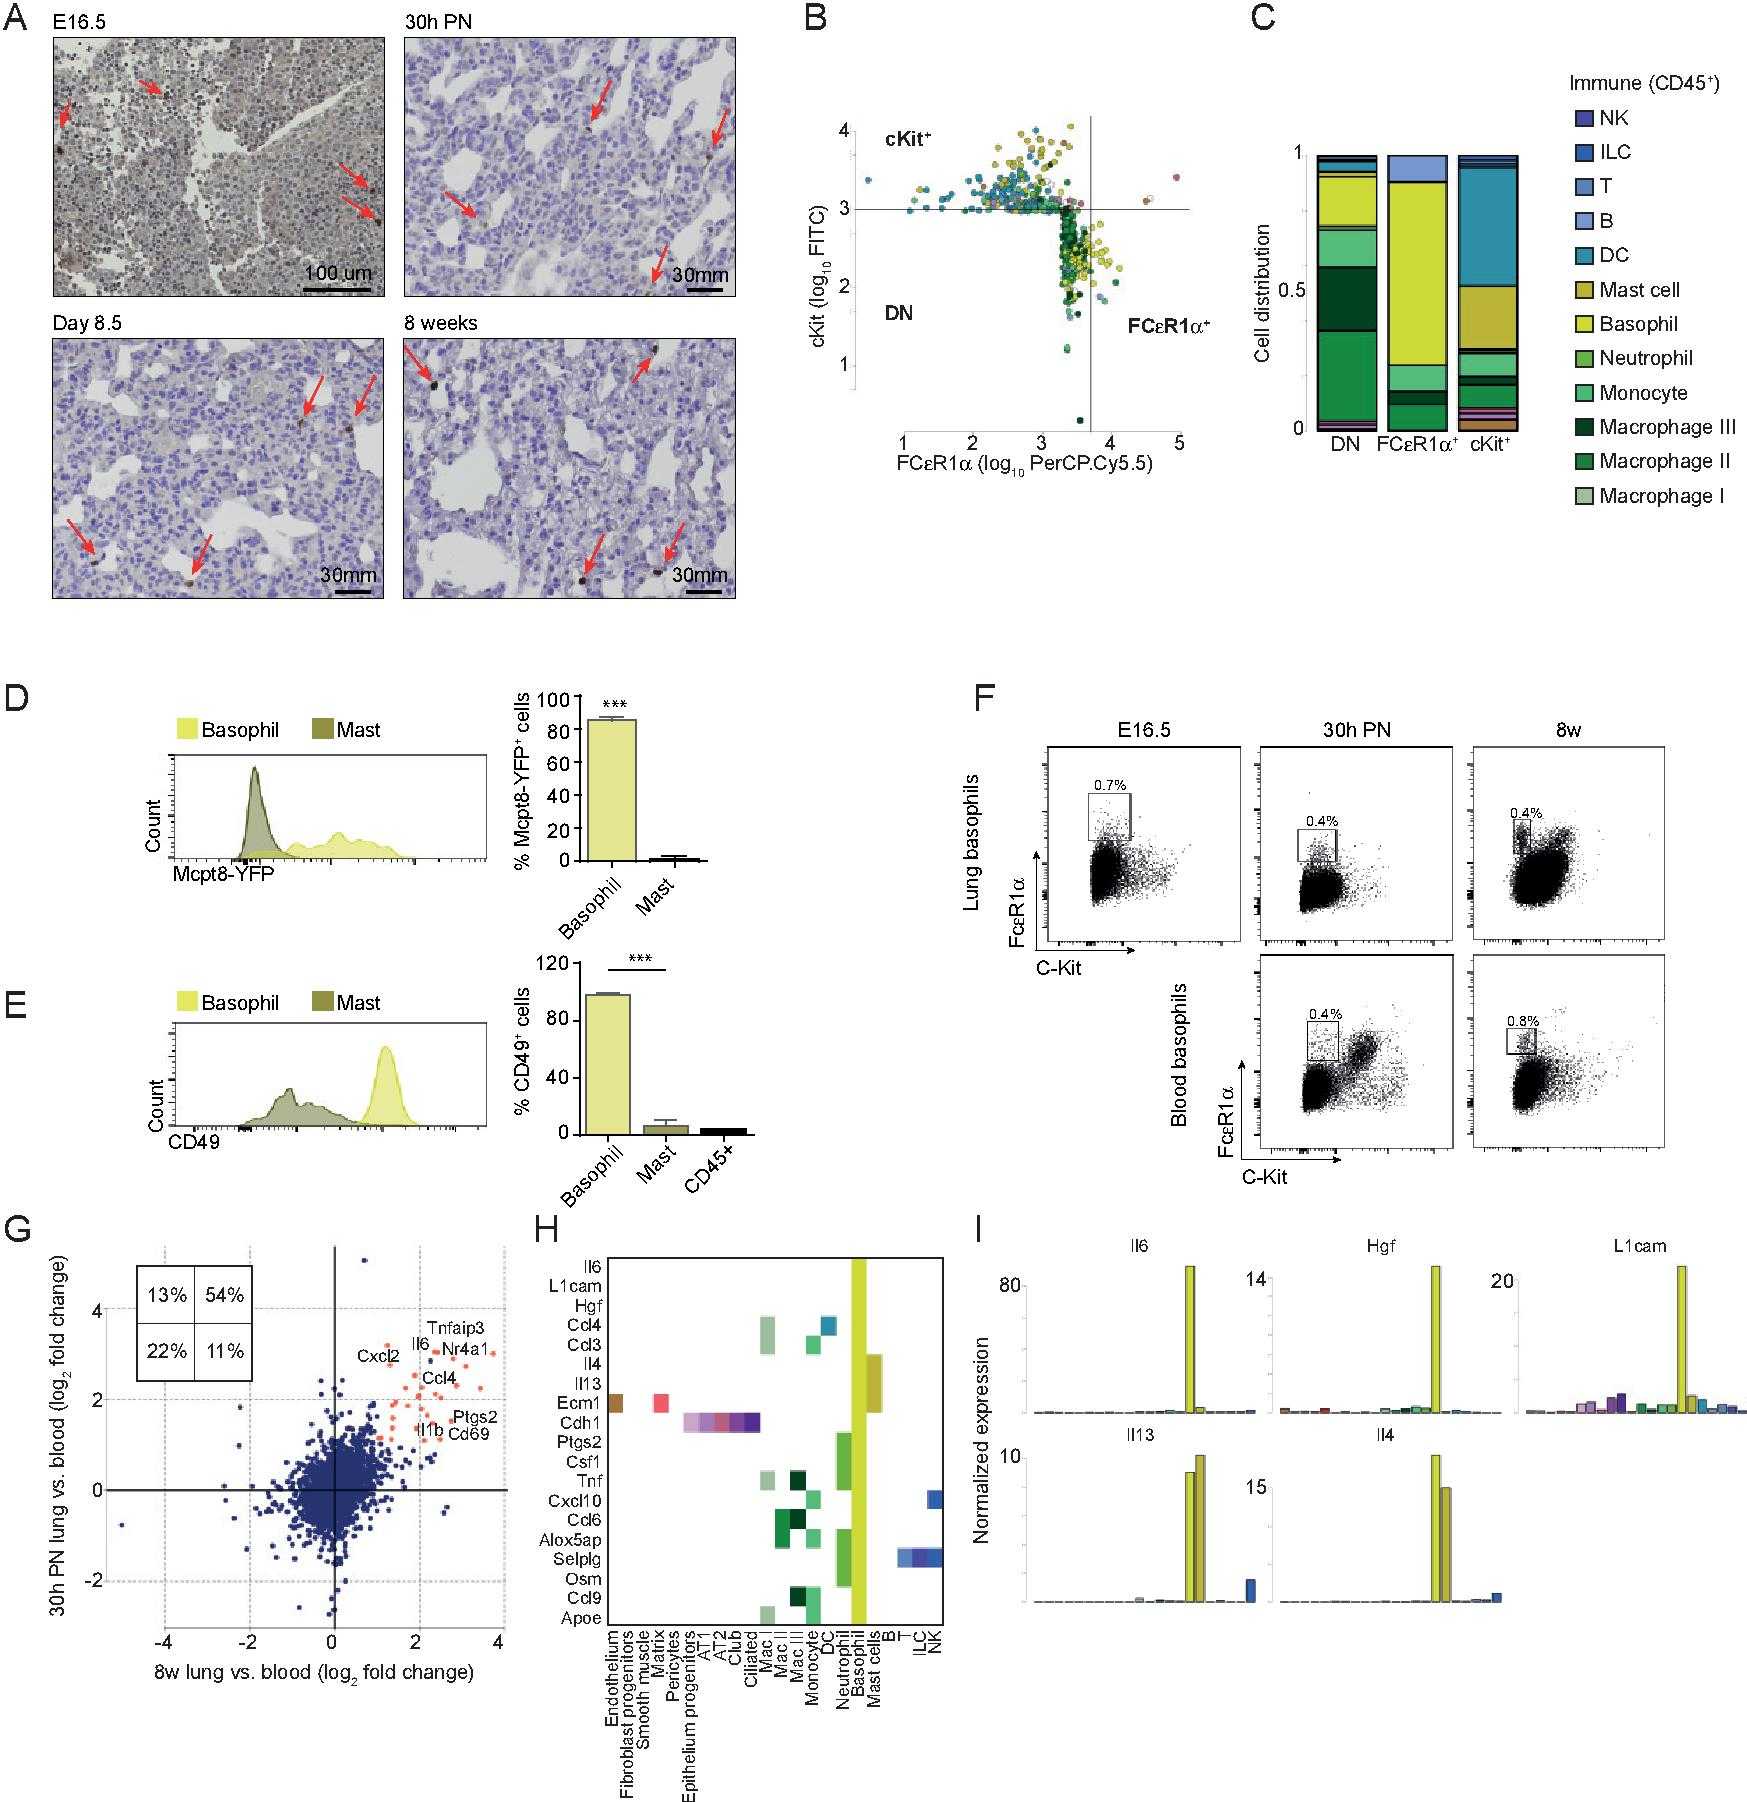 A
E16.5
30h PN
100 um
30mm
Day 8.5
8 weeks
30mm
30mm
B
4
3
2
1
cKit⁺
DN
FCεR1α⁺
cKit (log₁₀ FITC)
1 2 3 4 5
FCεR1α (log₁₀ PerCP.Cy5.5)
C
Cell distribution
1
0.5
0
DN FCεR1α⁺ cKit⁺
Immune (CD45⁺)
NK
ILC
T
B
DC
Mast cell
Basophil
Neutrophil
Monocyte
Macrophage III
Macrophage II
Macrophage I
D
Basophil Mast
Count
Mcpt8-YFP
% Mcpt8-YFP⁺ cells
100
80
60
40
20
0
***
Basophil
Mast
E
Basophil Mast
Count
CD49
% CD49⁺ cells
120
80
40
0
***
Basophil
Mast
CD45+
F
E16.5 30h PN 8w
Lung basophils
0.7%
0.4%
0.4%
FcεR1α
C-Kit
Blood basophils
0.4%
0.8%
FcεR1α
C-Kit
G
30h PN lung vs. blood (log₂ fold change)
13% 54%
22% 11%
4
2
0
-2
Tnfaip3
Il6
Nr4a1
Cxcl2
Ccl4
Ptgs2
Il1b
Cd69
-4 -2 0 2 4
8w lung vs. blood (log₂ fold change)
H
Il6
L1cam
Hgf
Ccl4
Ccl3
Il4
Il13
Ecm1
Cdh1
Ptgs2
Csf1
Tnf
Cxcl10
Ccl6
Alox5ap
Selplg
Osm
Ccl9
Apoe
Endothelium
Fibroblast progenitors
Smooth muscle
Matrix
Pericytes
Epithelium progenitors
AT1
AT2
Club
Ciliated
Mac I
Mac II
Mac III
Monocyte
DC
Neutrophil
Basophil
Mast cells
B
T
ILC
NK
I
Normalized expression
Il6
80
Hgf
14
L1cam
20
Il13
10
Il4
15